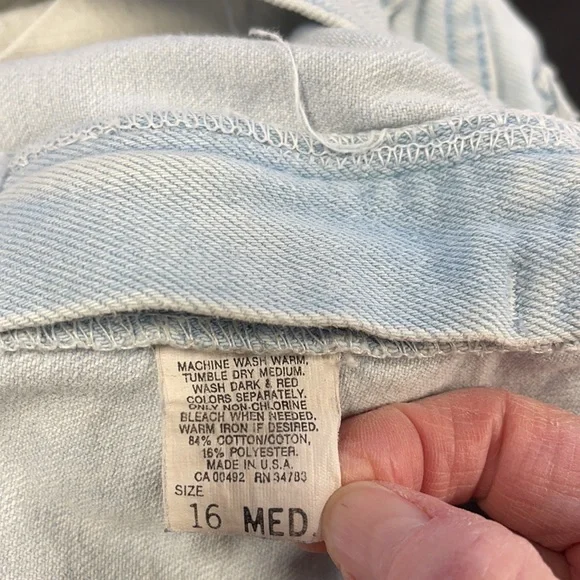 MACHINE WASH WARM.
TUMBLE DRY MEDIUM.
WASH DARK & RED
COLORS SEPARATELY.
ONLY NON-CHLORINE
BLEACH WHEN NEEDED.
WARM IRON IF DESIRED.
84% COTTON/COTON,
16% POLYESTER.
MADE IN U.S.A.
CA 00492 RN 34783
SIZE
16 MED